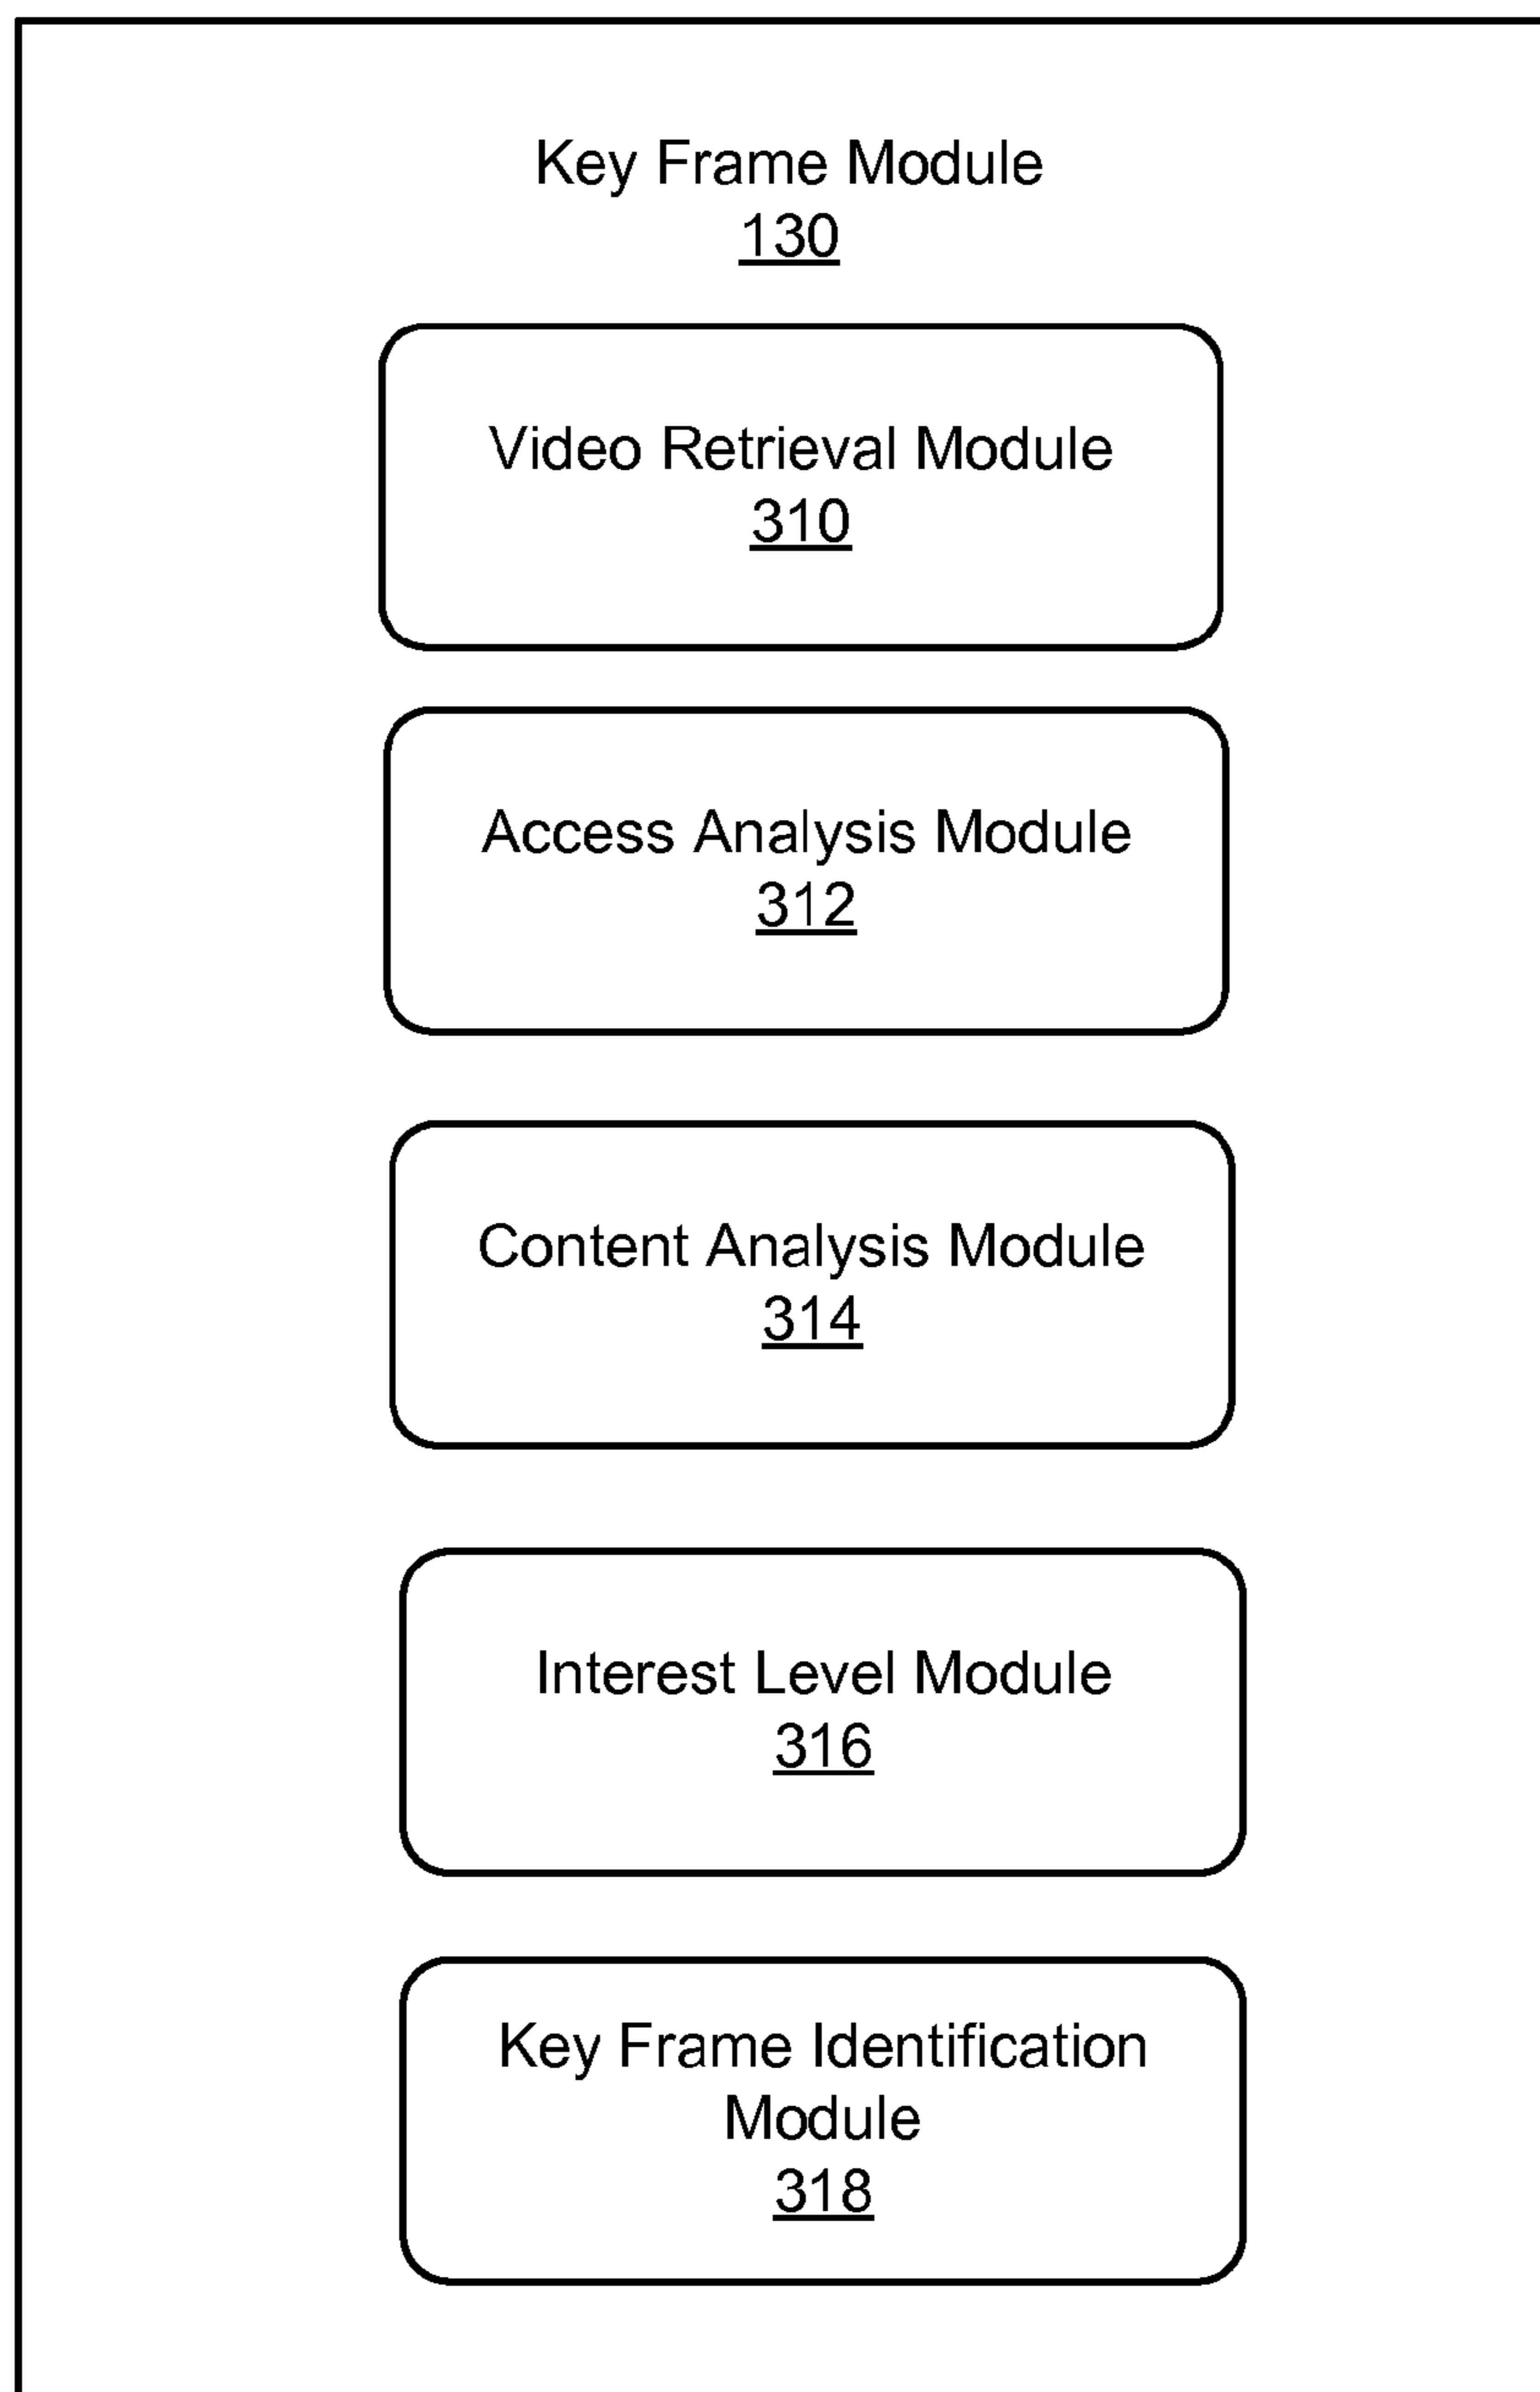 Key Frame Module
130
Video Retrieval Module
310
Access Analysis Module
312
Content Analysis Module
314
Interest Level Module
316
Key Frame Identification
Module
318